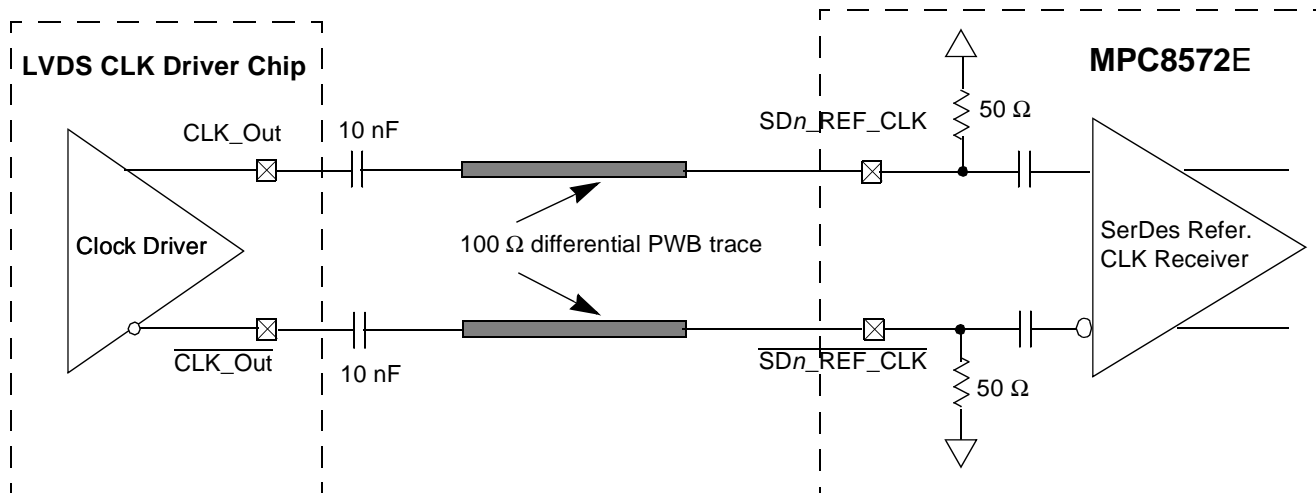 LVDS CLK Driver Chip
MPC8572E
CLK_Out
10 nF
SDn_REF_CLK
50 Ω
Clock Driver
100 Ω differential PWB trace
SerDes Refer.
CLK Receiver
CLK_Out
10 nF
SDn_REF_CLK
50 Ω